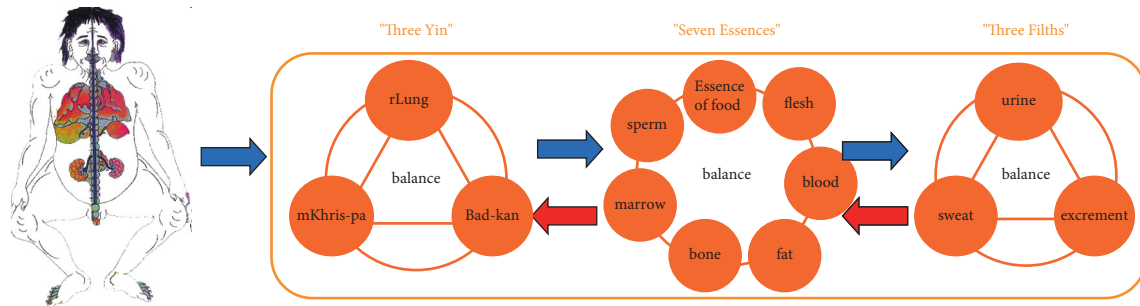 "Three Yin"
"Seven Essences"
"Three Filths"
rLung
balance
mKhris-pa
Bad-kan
Essence
of food
flesh
sperm
balance
blood
marrow
bone
fat
urine
balance
sweat
excrement